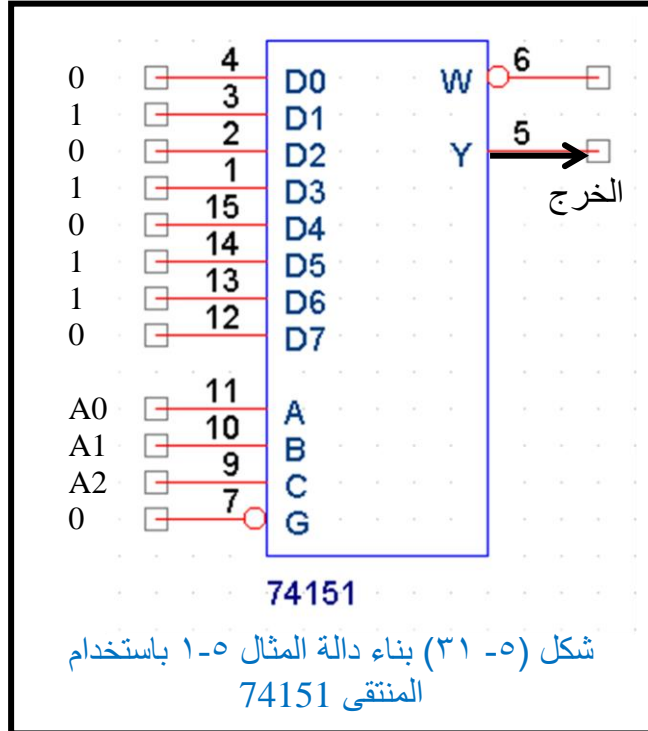 0 4 D0 W 6
1 3 D1
0 2 D2 Y 5
1 1 D3 الخرج
0 15 D4
1 14 D5
1 13 D6
0 12 D7
A0 11 A
A1 10 B
A2 9 C
0 7 G
74151
شكل (٥- ٣١) بناء دالة المثال ٥-١ باستخدام
المنتقى 74151